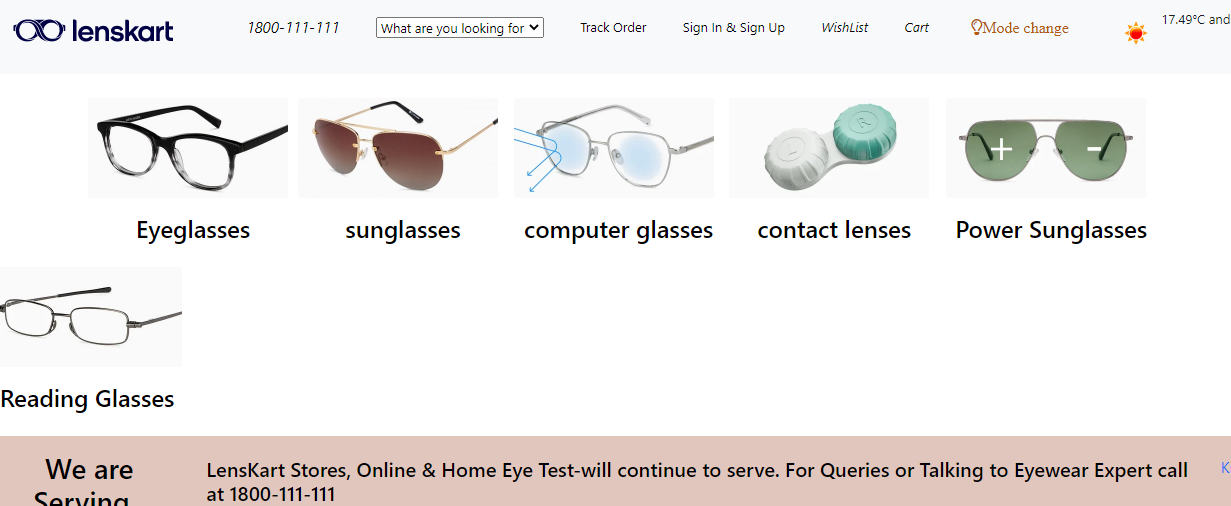 lenskart 1800-111-111 What are you looking for Track Order Sign In & Sign Up WishList Cart Mode change 17.49°C and
R
L
+ -
Eyeglasses sunglasses computer glasses contact lenses Power Sunglasses
Reading Glasses
We are
Serving
LensKart Stores, Online & Home Eye Test-will continue to serve. For Queries or Talking to Eyewear Expert call
at 1800-111-111